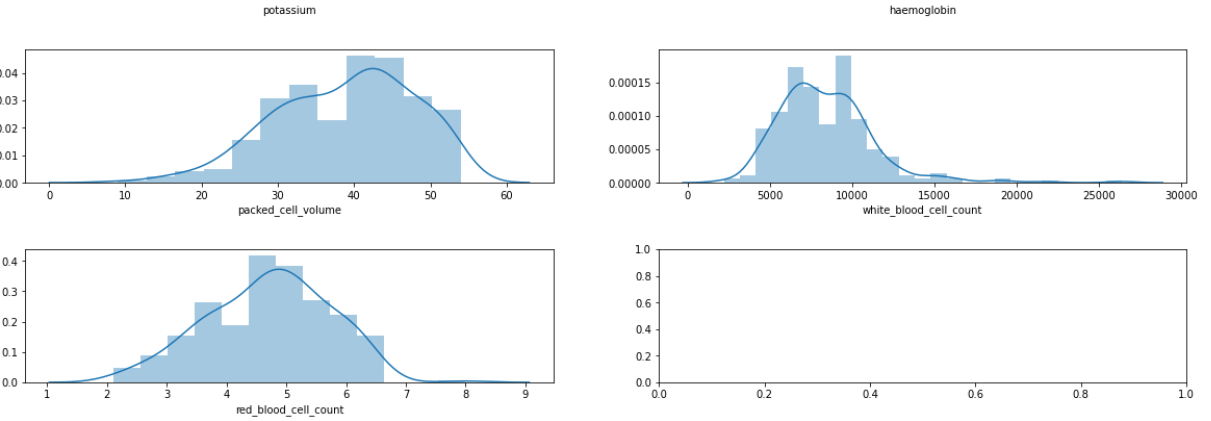 potassium
haemoglobin
0.04
0.03
0.02
0.01
0.00
0 10 20 30 40 50 60
packed_cell_volume
0.00015
0.00010
0.00005
0.00000
0 5000 10000 15000 20000 25000 30000
white_blood_cell_count
0.4
0.3
0.2
0.1
0.0
1 2 3 4 5 6 7 8 9
red_blood_cell_count
1.0
0.8
0.6
0.4
0.2
0.0
0.0 0.2 0.4 0.6 0.8 1.0